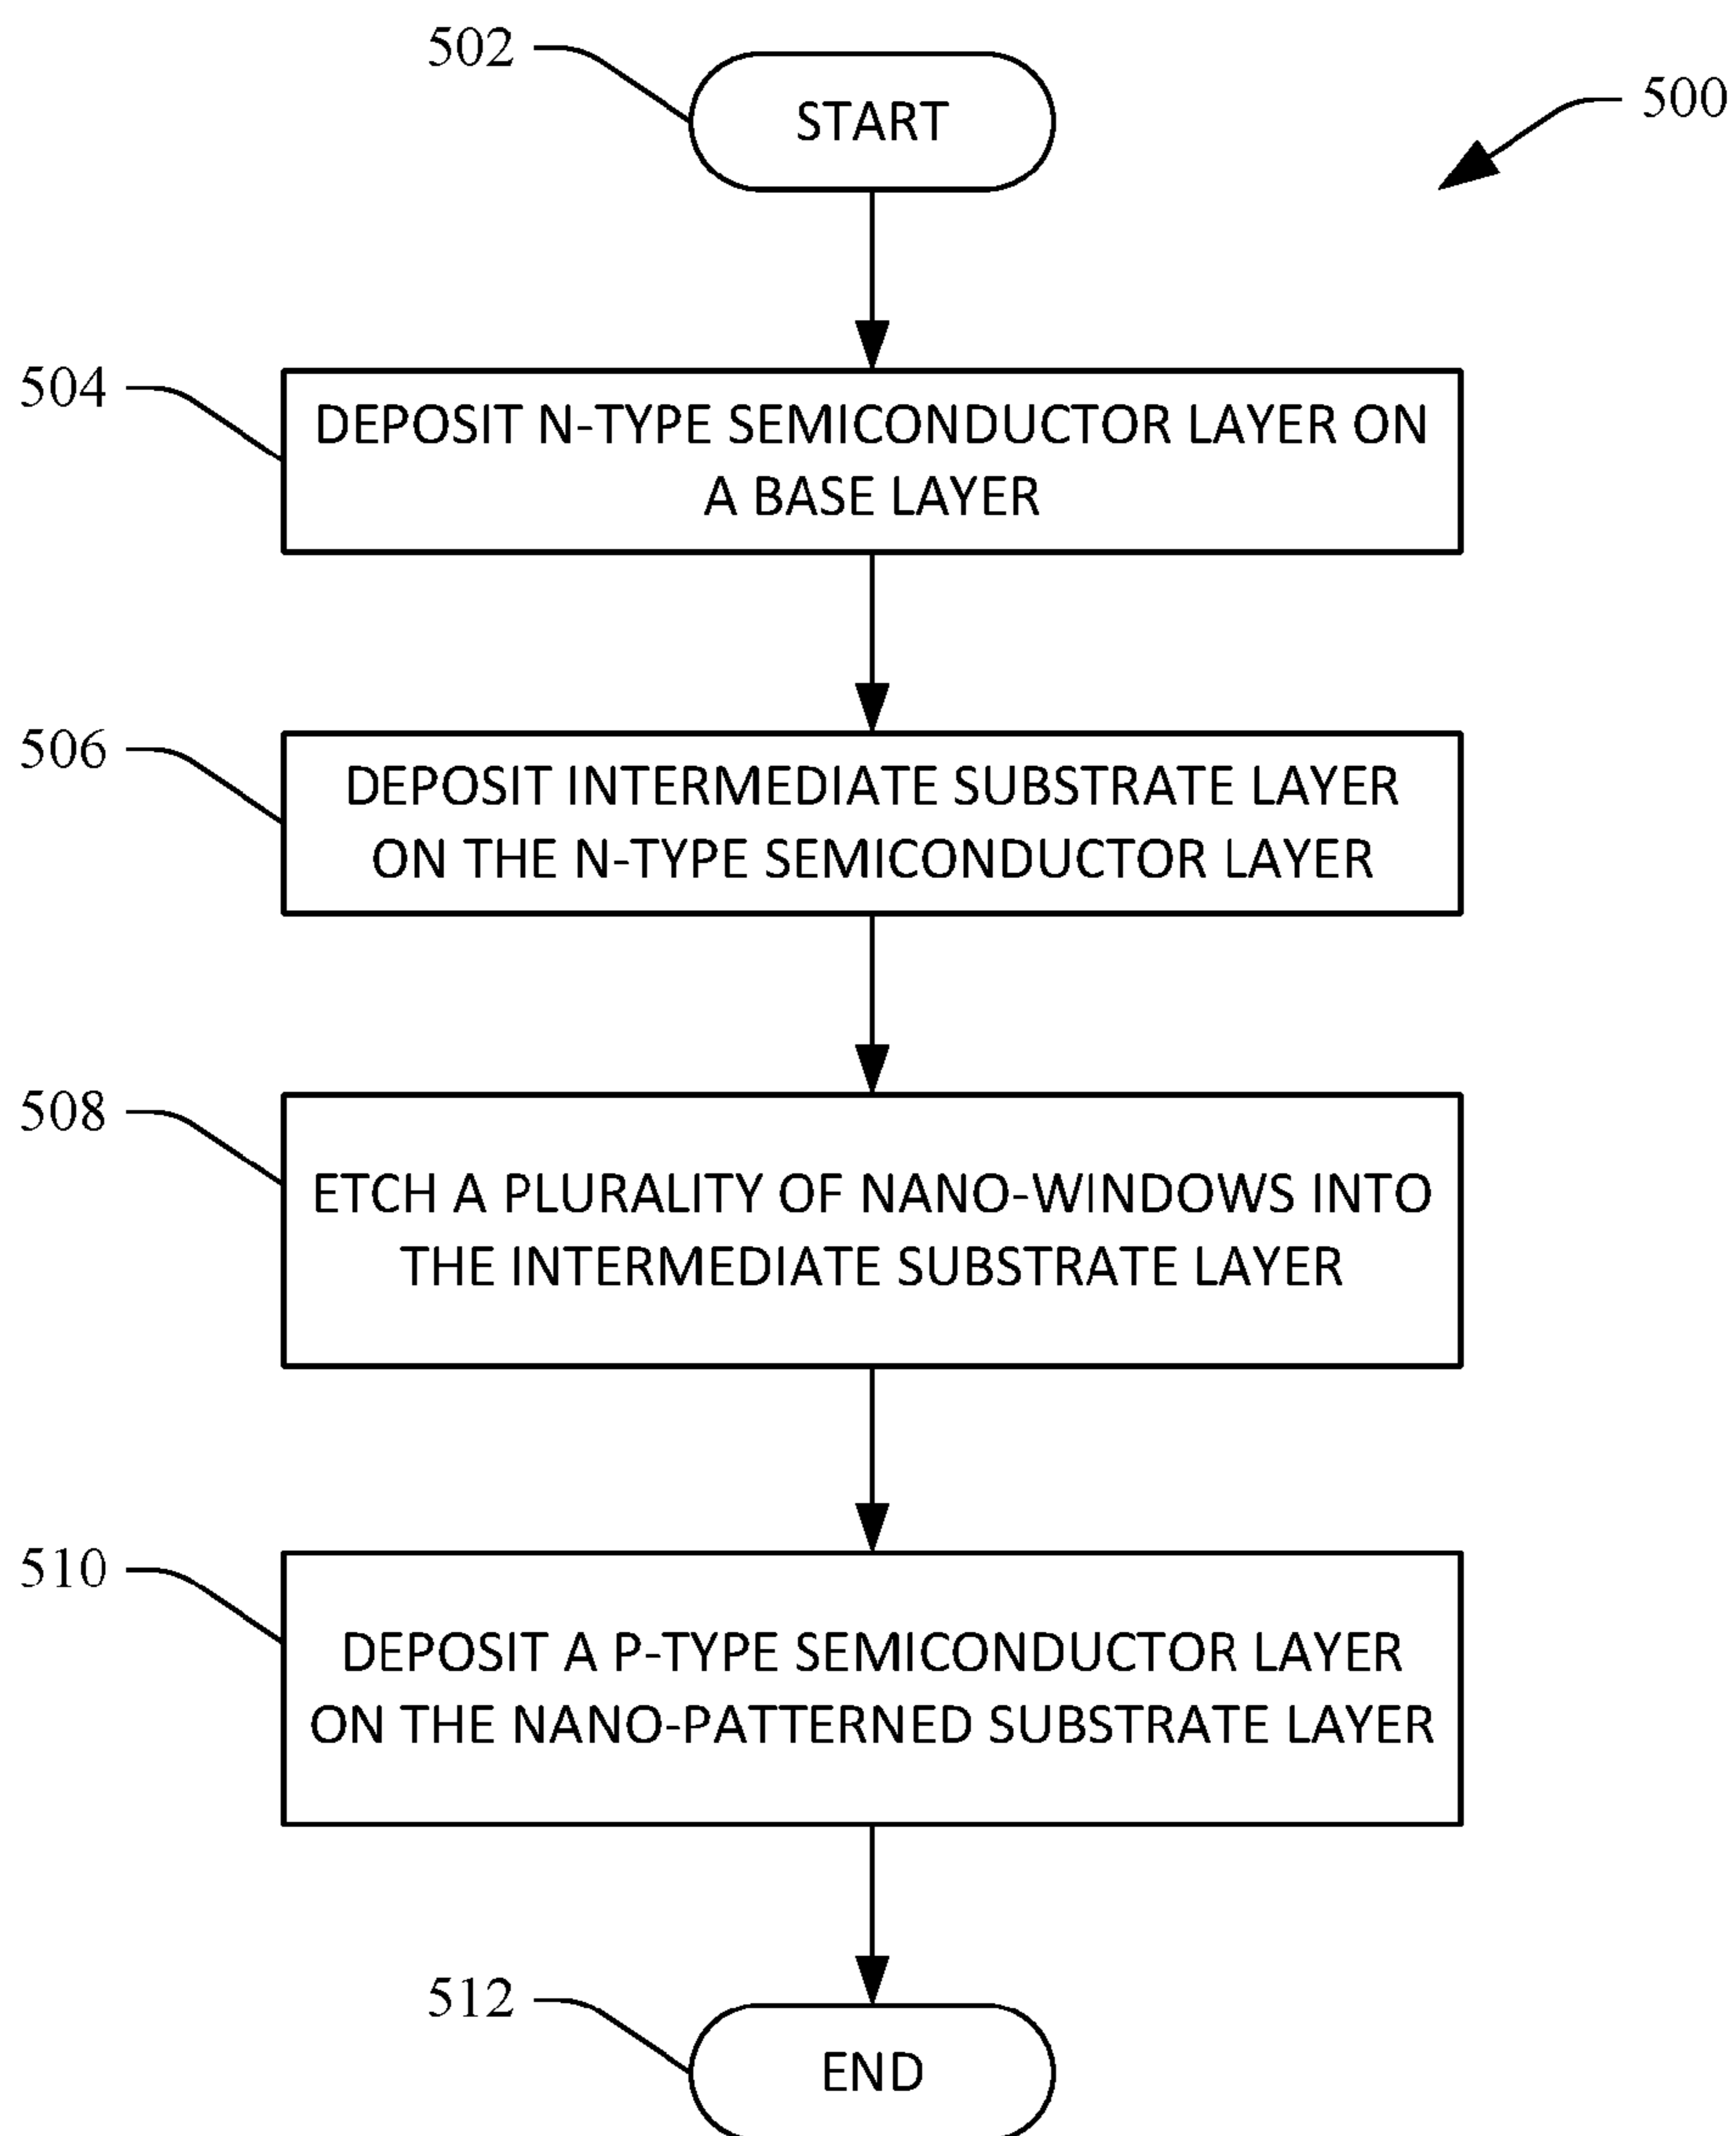 502
START
500
504
DEPOSIT N-TYPE SEMICONDUCTOR LAYER ON
A BASE LAYER
506
DEPOSIT INTERMEDIATE SUBSTRATE LAYER
ON THE N-TYPE SEMICONDUCTOR LAYER
508
ETCH A PLURALITY OF NANO-WINDOWS INTO
THE INTERMEDIATE SUBSTRATE LAYER
510
DEPOSIT A P-TYPE SEMICONDUCTOR LAYER
ON THE NANO-PATTERNED SUBSTRATE LAYER
512
END